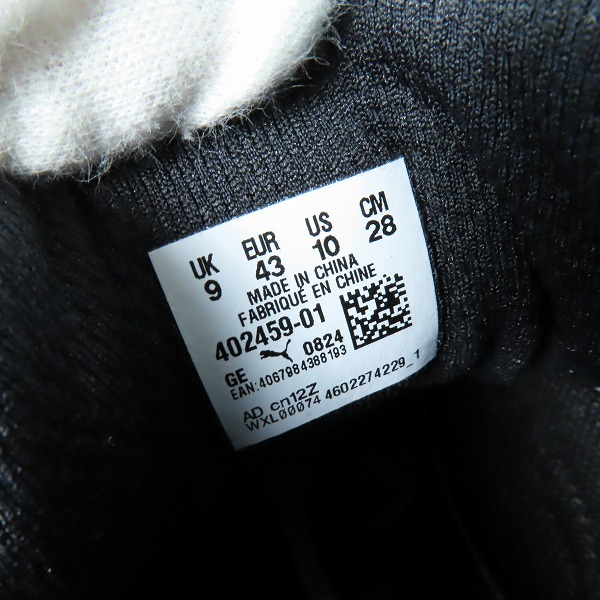 UK EUR US CM
9 43 10 28
MADE IN CHINA
FABRIQUÉ EN CHINE
402459-01
GE 0824
EAN:4067984388193
AD cn12Z
WXL00074 4602274229_1